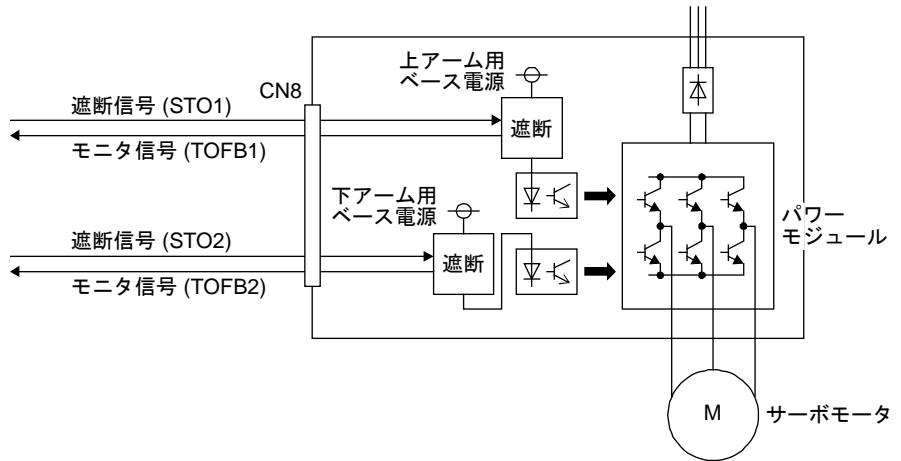 上アーム用
ベース電源
CN8
遮断信号 (STO1)
遮断
モニタ信号 (TOFB1)
下アーム用
ベース電源
パワー
モジュール
遮断信号 (STO2)
遮断
モニタ信号 (TOFB2)
M
サーボモータ